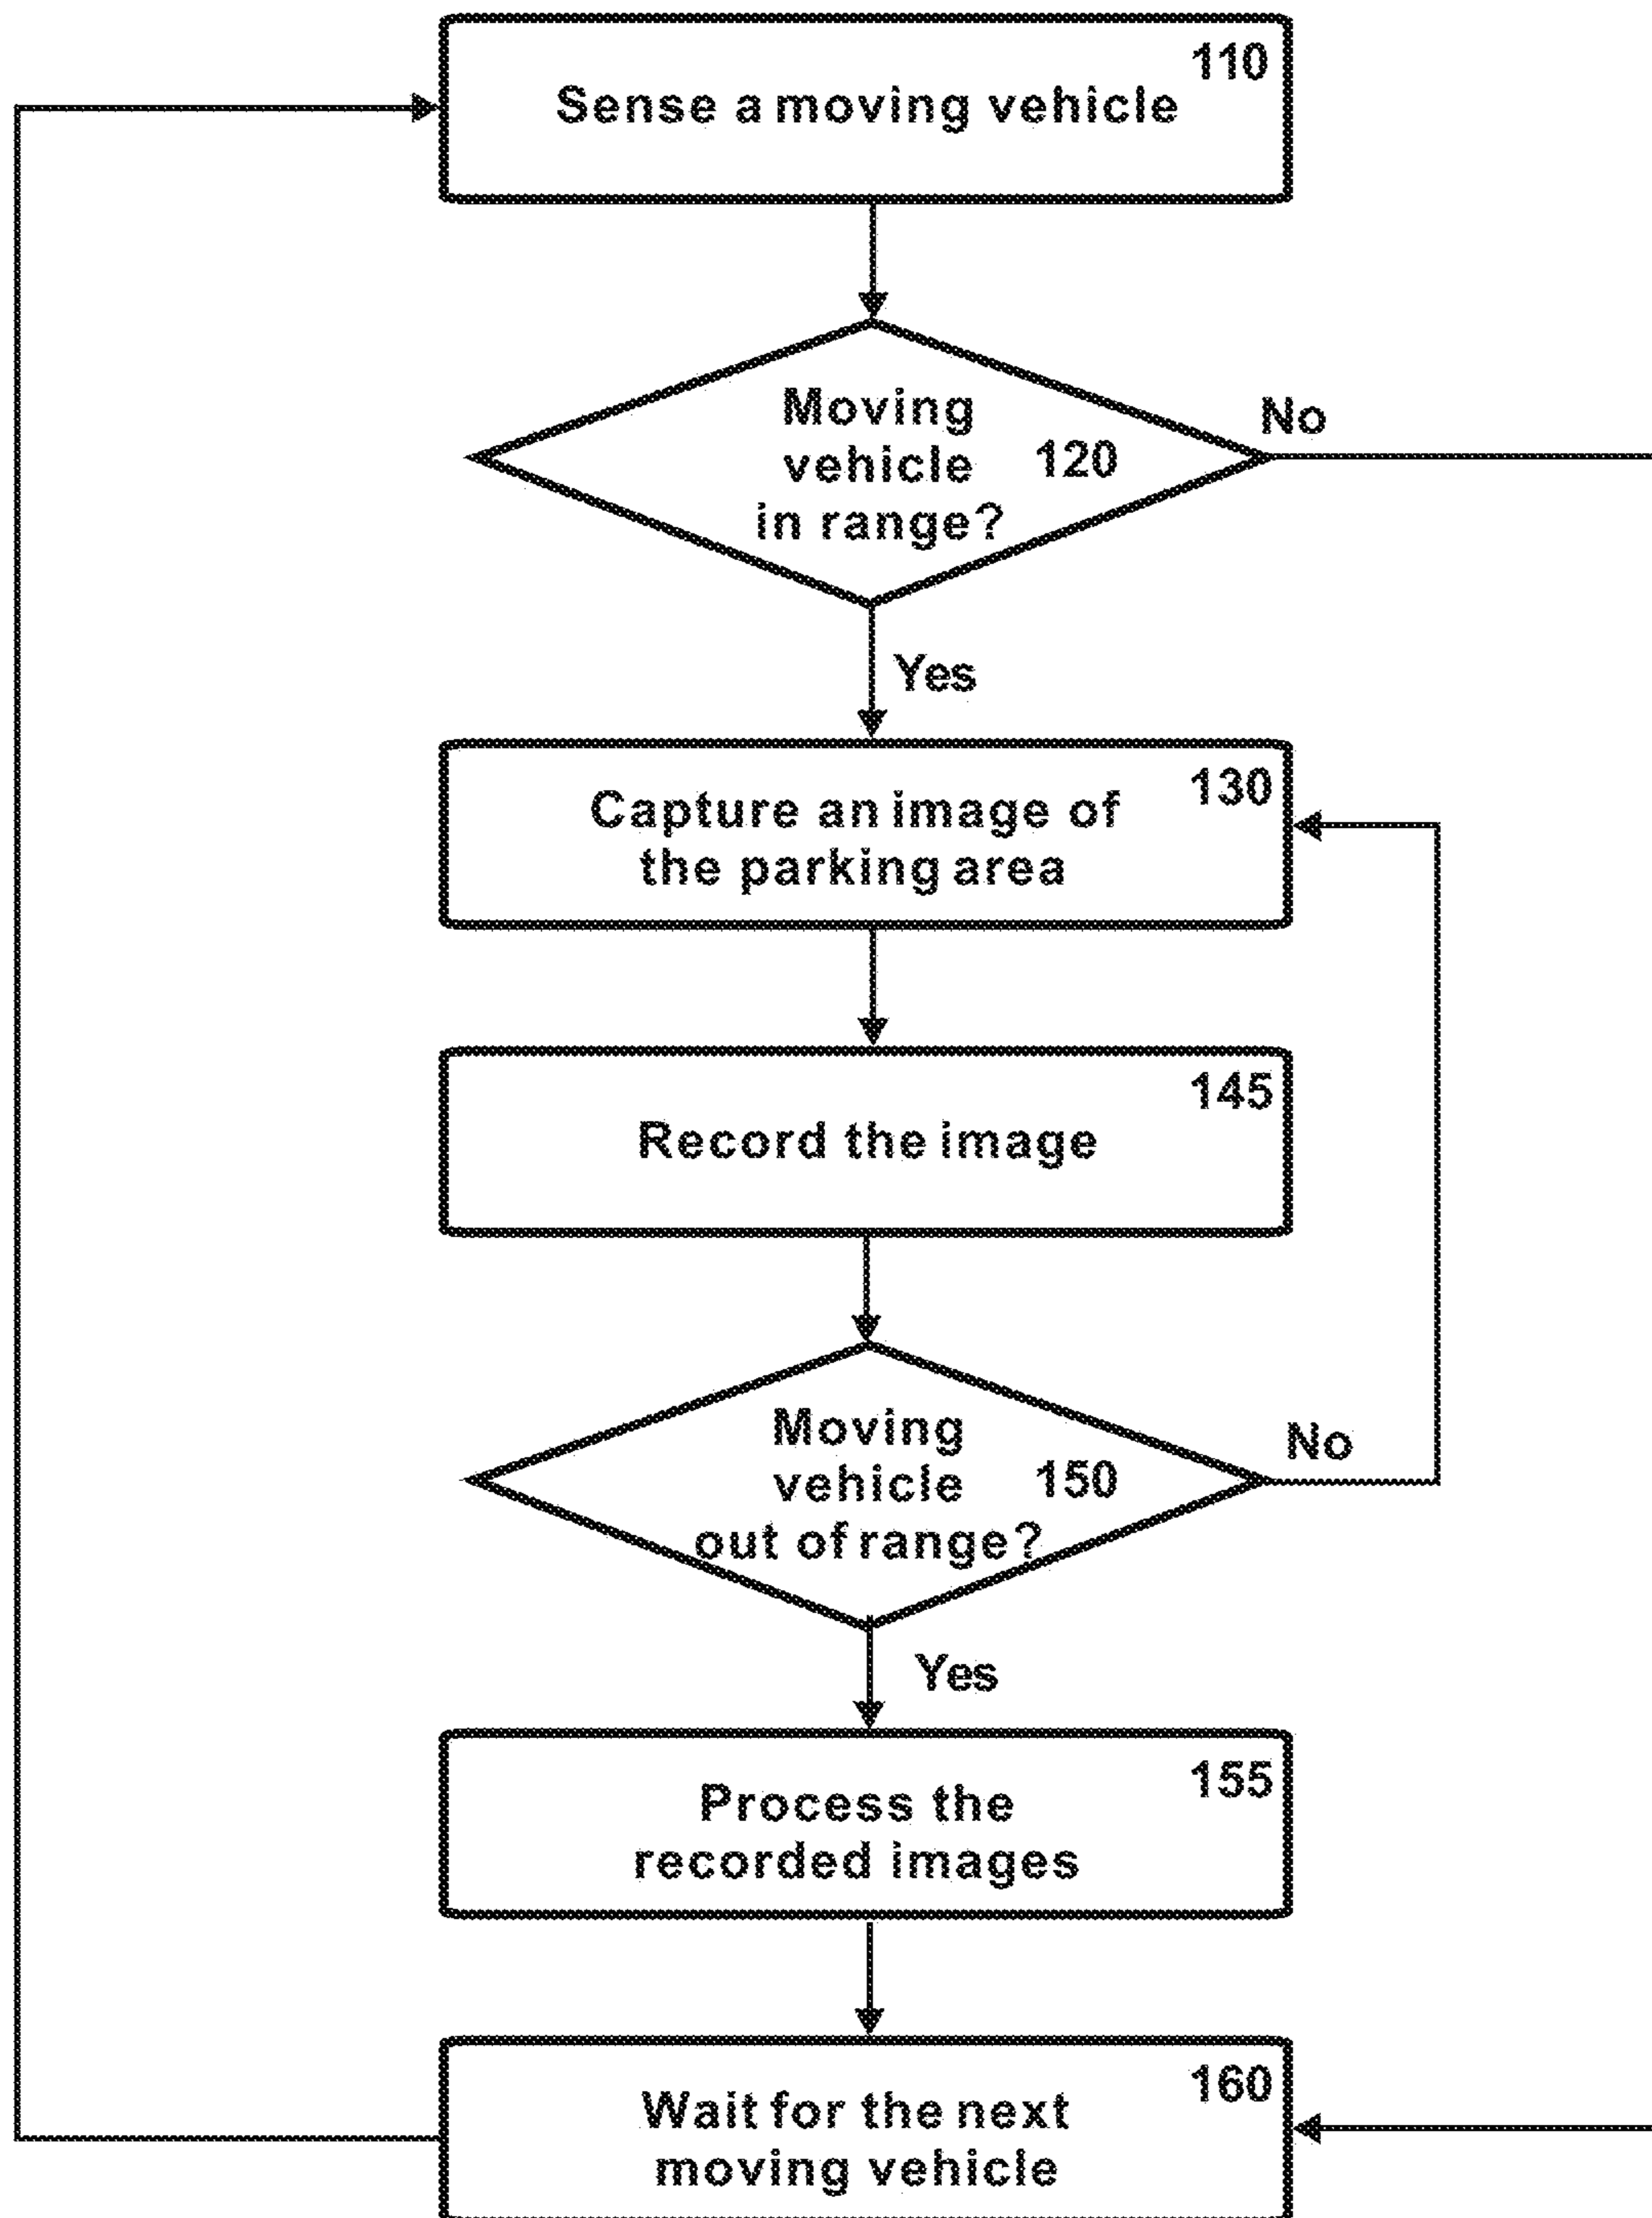 110
Sense a moving vehicle
Moving
vehicle 120
in range?
No
Yes
130
Capture an image of
the parking area
145
Record the image
Moving
vehicle 150
out of range?
No
Yes
155
Process the
recorded images
160
Wait for the next
moving vehicle